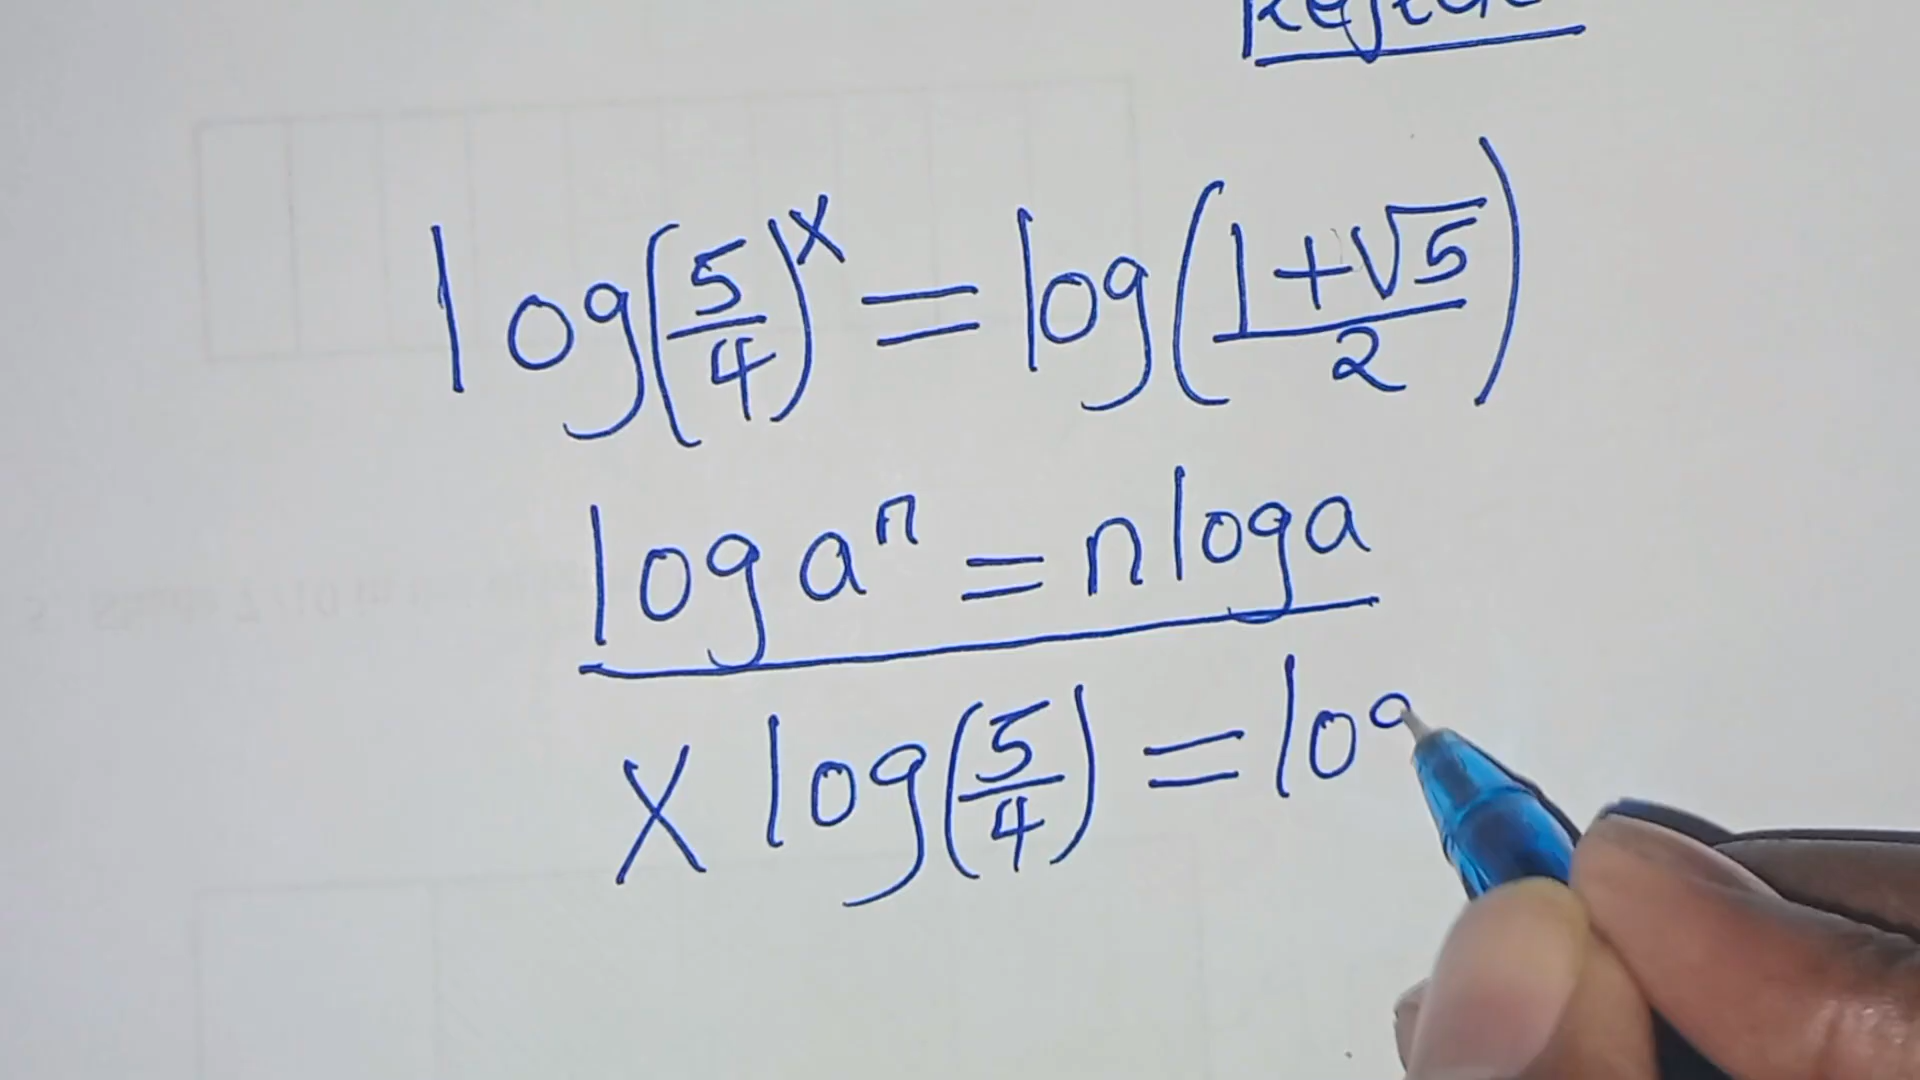 log(5/4)^x = log((1+√5)/2)
log a^n = n log a
x log(5/4) = log